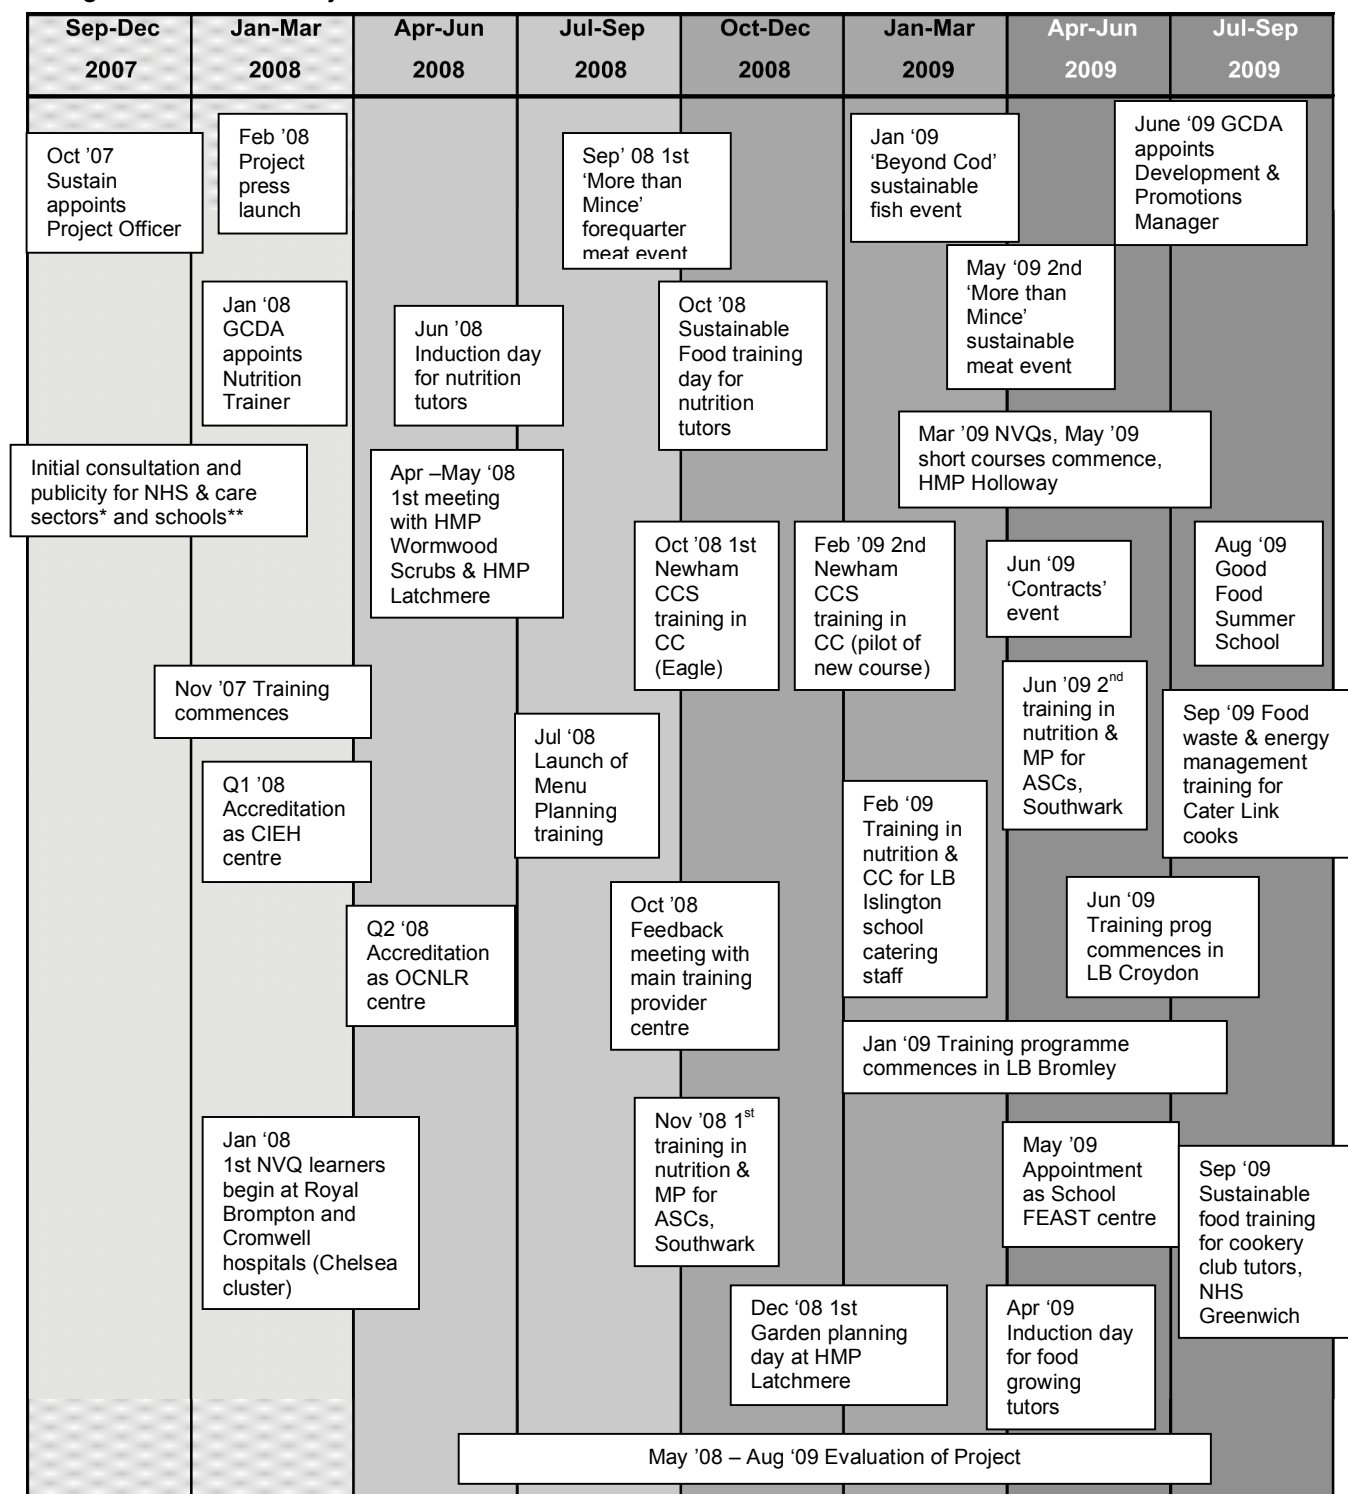 Sep-Dec
2007
Jan-Mar
2008
Apr-Jun
2008
Jul-Sep
2008
Oct-Dec
2008
Jan-Mar
2009
Apr-Jun
2009
Jul-Sep
2009
Oct ’07
Sustain
appoints
Project Officer
Feb ’08
Project
press
launch
Sep’ 08 1st
‘More than
Mince’
forequarter
meat event
Jan ‘09
‘Beyond Cod’
sustainable
fish event
June ‘09 GCDA
appoints
Development &
Promotions
Manager
Jan ‘08
GCDA
appoints
Nutrition
Trainer
Jun ’08
Induction day
for nutrition
tutors
Oct ’08
Sustainable
Food training
day for
nutrition
tutors
May ‘09 2nd
‘More than
Mince’
sustainable
meat event
Initial consultation and
publicity for NHS & care
sectors* and schools**
Apr –May ‘08
1st meeting
with HMP
Wormwood
Scrubs & HMP
Latchmere
Mar ’09 NVQs, May ’09
short courses commence,
HMP Holloway
Oct ’08 1st
Newham
CCS
training in
CC
(Eagle)
Feb ’09 2nd
Newham
CCS
training in
CC (pilot of
new course)
Jun ‘09
‘Contracts’
event
Aug ‘09
Good
Food
Summer
School
Nov ’07 Training
commences
Jul ‘08
Launch of
Menu
Planning
training
Jun ‘09 2nd
training in
nutrition &
MP for
ASCs,
Southwark
Sep ‘09 Food
waste & energy
management
training for
Cater Link
cooks
Q1 ’08
Accreditation
as CIEH
centre
Feb ‘09
Training in
nutrition &
CC for LB
Islington
school
catering
staff
Q2 ‘08
Accreditation
as OCNLR
centre
Oct ’08
Feedback
meeting with
main training
provider
centre
Jun ‘09
Training prog
commences in
LB Croydon
Jan ‘09 Training programme
commences in LB Bromley
Jan ‘08
1st NVQ learners
begin at Royal
Brompton and
Cromwell
hospitals (Chelsea
cluster)
Nov ’08 1st
training in
nutrition &
MP for
ASCs,
Southwark
May ’09
Appointment
as School
FEAST centre
Sep ‘09
Sustainable
food training
for cookery
club tutors,
NHS
Greenwich
Dec ‘08 1st
Garden planning
day at HMP
Latchmere
Apr ‘09
Induction day
for food
growing
tutors
May ’08 – Aug ‘09 Evaluation of Project